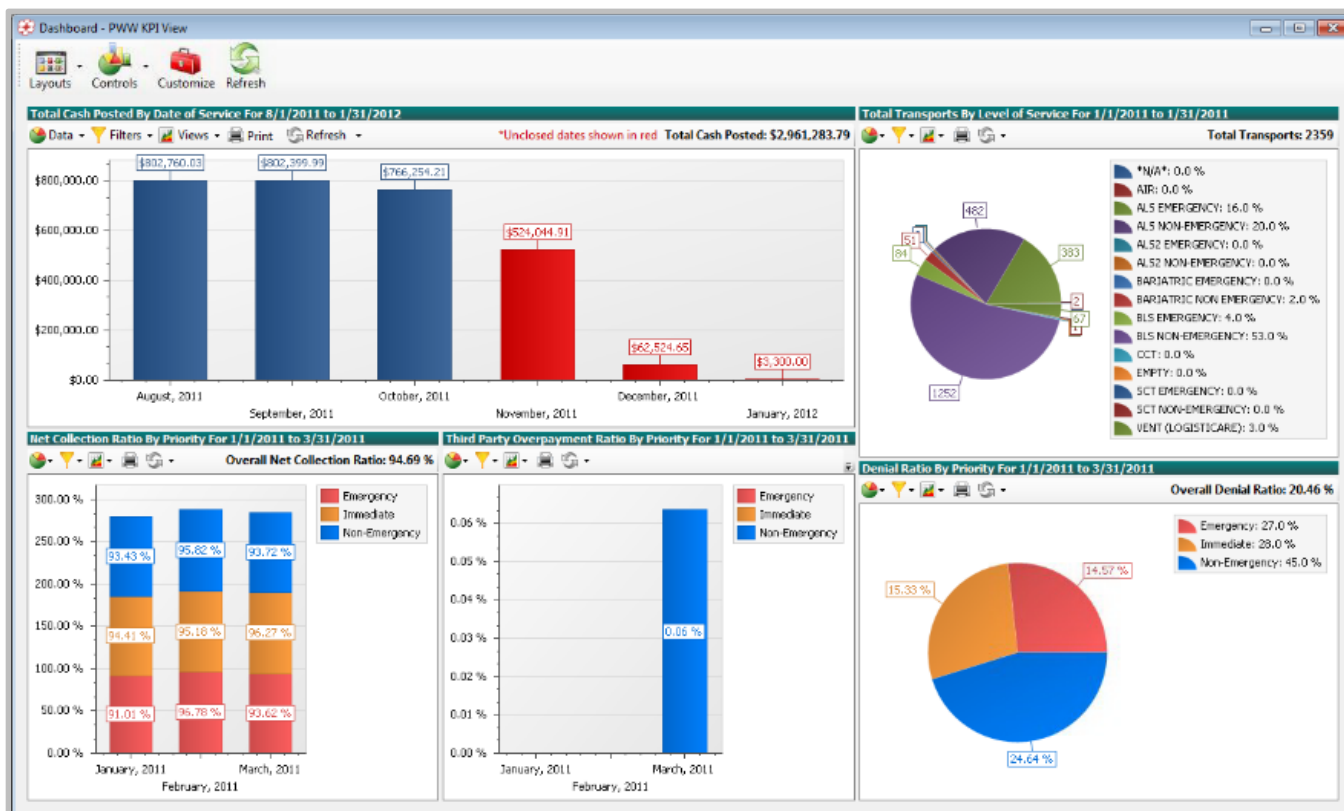 Dashboard - PWW KPI View
Layouts Controls Customize Refresh
Total Cash Posted By Date of Service For 8/1/2011 to 1/31/2012
Data Filters Views Print Refresh *Unclosed dates shown in red Total Cash Posted: $2,961,283.79
$802,760.03 $802,399.99 $766,254.21 $524,044.91 $62,524.65 $3,300.00
$800,000.00
$600,000.00
$400,000.00
$200,000.00
$0.00
August, 2011 October, 2011 December, 2011
September, 2011 November, 2011 January, 2012
Total Transports By Level of Service For 1/1/2011 to 1/31/2011
Total Transports: 2359
482
383
51
84
2
67
1252
*N/A*: 0.0 %
AIR: 0.0 %
ALS EMERGENCY: 16.0 %
ALS NON-EMERGENCY: 20.0 %
ALS2 EMERGENCY: 0.0 %
ALS2 NON-EMERGENCY: 0.0 %
BARIATRIC EMERGENCY: 0.0 %
BARIATRIC NON EMERGENCY: 2.0 %
BLS EMERGENCY: 4.0 %
BLS NON-EMERGENCY: 53.0 %
CCT: 0.0 %
EMPTY: 0.0 %
SCT EMERGENCY: 0.0 %
SCT NON-EMERGENCY: 0.0 %
VENT (LOGISTICARE): 3.0 %
Net Collection Ratio By Priority For 1/1/2011 to 3/31/2011
Overall Net Collection Ratio: 94.69 %
300.00 %
250.00 %
200.00 %
150.00 %
100.00 %
50.00 %
0.00 %
93.43 % 95.82 % 93.72 %
94.41 % 95.18 % 96.27 %
91.01 % 96.78 % 93.62 %
January, 2011 March, 2011
February, 2011
Emergency
Immediate
Non-Emergency
Third Party Overpayment Ratio By Priority For 1/1/2011 to 3/31/2011
0.06 %
0.05 %
0.04 %
0.03 %
0.02 %
0.01 %
0.00 %
0.06 %
January, 2011 March, 2011
February, 2011
Emergency
Immediate
Non-Emergency
Denial Ratio By Priority For 1/1/2011 to 3/31/2011
Overall Denial Ratio: 20.46 %
14.57 %
15.33 %
24.64 %
Emergency: 27.0 %
Immediate: 28.0 %
Non-Emergency: 45.0 %